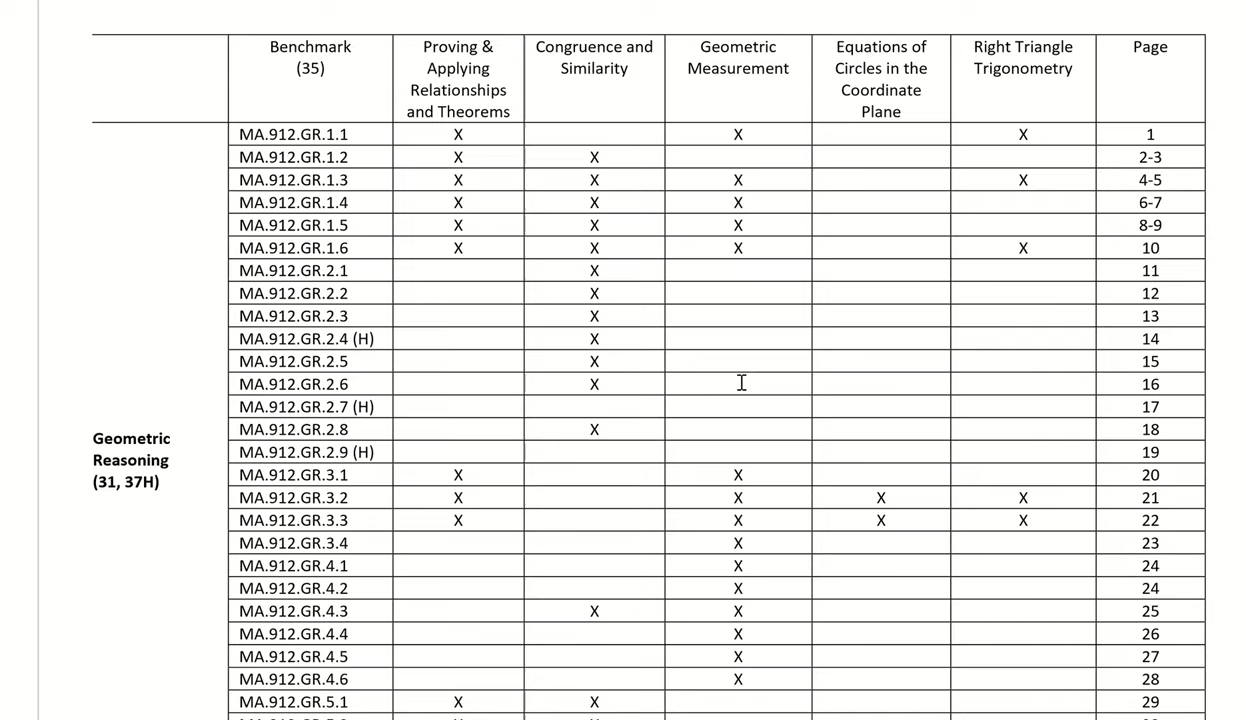 Benchmark (35) Proving & Applying Relationships and Theorems Congruence and Similarity Geometric Measurement Equations of Circles in the Coordinate Plane Right Triangle Trigonometry Page
MA.912.GR.1.1 X X X 1
MA.912.GR.1.2 X X 2-3
MA.912.GR.1.3 X X X X 4-5
MA.912.GR.1.4 X X X 6-7
MA.912.GR.1.5 X X X 8-9
MA.912.GR.1.6 X X X X 10
MA.912.GR.2.1 X 11
MA.912.GR.2.2 X 12
MA.912.GR.2.3 X 13
MA.912.GR.2.4 (H) X 14
MA.912.GR.2.5 X 15
MA.912.GR.2.6 X 16
MA.912.GR.2.7 (H) 17
MA.912.GR.2.8 X 18
Geometric
Reasoning
(31, 37H)
MA.912.GR.2.9 (H) 19
MA.912.GR.3.1 X X 20
MA.912.GR.3.2 X X X X 21
MA.912.GR.3.3 X X X X 22
MA.912.GR.3.4 X 23
MA.912.GR.4.1 X 24
MA.912.GR.4.2 X 24
MA.912.GR.4.3 X X 25
MA.912.GR.4.4 X 26
MA.912.GR.4.5 X 27
MA.912.GR.4.6 X 28
MA.912.GR.5.1 X X 29